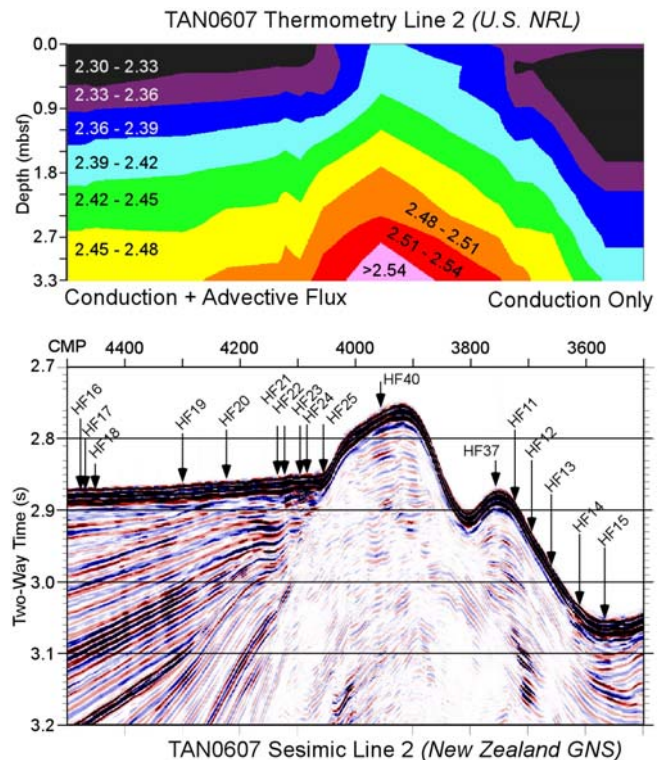 TAN0607 Thermometry Line 2 (U.S. NRL)
0.0
0.9
1.8
2.7
3.3
Depth (mbsf)
2.30 - 2.33
2.33 - 2.36
2.36 - 2.39
2.39 - 2.42
2.42 - 2.45
2.45 - 2.48
2.48 - 2.51
2.51 - 2.54
>2.54
Conduction + Advective Flux
Conduction Only
CMP 4400 4200 4000 3800 3600
2.7
2.8
2.9
3.0
3.1
3.2
Two-Way Time (s)
HF16
HF17
HF18
HF19
HF20
HF21
HF22
HF23
HF24
HF25
HF40
HF37
HF11
HF12
HF13
HF14
HF15
TAN0607 Sesimic Line 2 (New Zealand GNS)